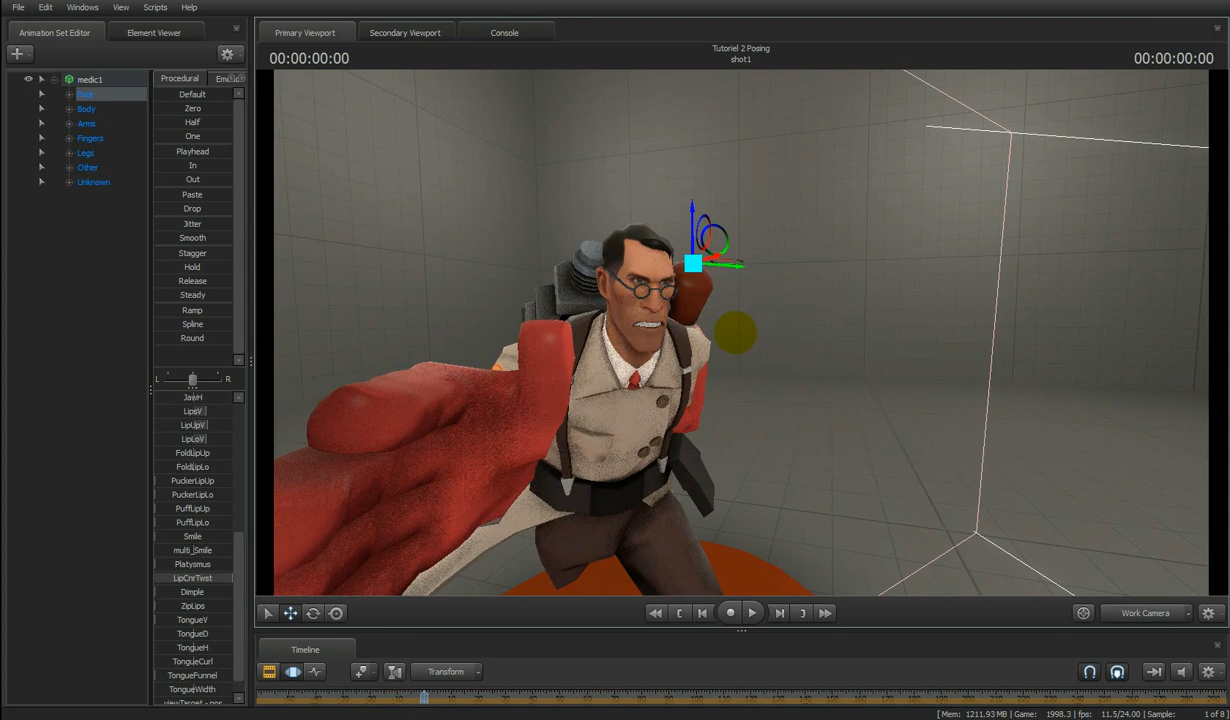 File Edit Windows View Scripts Help
Animation Set Editor Element Viewer
Primary Viewport Secondary Viewport Console
00:00:00:00
Tutoriel 2 Posing
shot1
00:00:00:00
medic1
Face
Body
Arms
Fingers
Legs
Other
Unknown
Procedural
Default
Zero
Half
One
Playhead
In
Out
Paste
Drop
Jitter
Smooth
Stagger
Hold
Release
Steady
Ramp
Spline
Round
L R
JawH
LipsV
LipUpV
LipLoV
FoldLipUp
FoldLipLo
PuckerLipUp
PuckerLipLo
PuffLipUp
PuffLipLo
Smile
multi_Smile
Platysmus
LipCnrTwst
Dimple
ZipLips
TongueV
TongueD
TongueH
TongueCurl
TongueFunnel
TongueWidth
Work Camera
Timeline
Transform
[Mem: 1211.93 MB | Game: 1998.3 | fps: 11.5/24.00 | Sample: 1 of 8